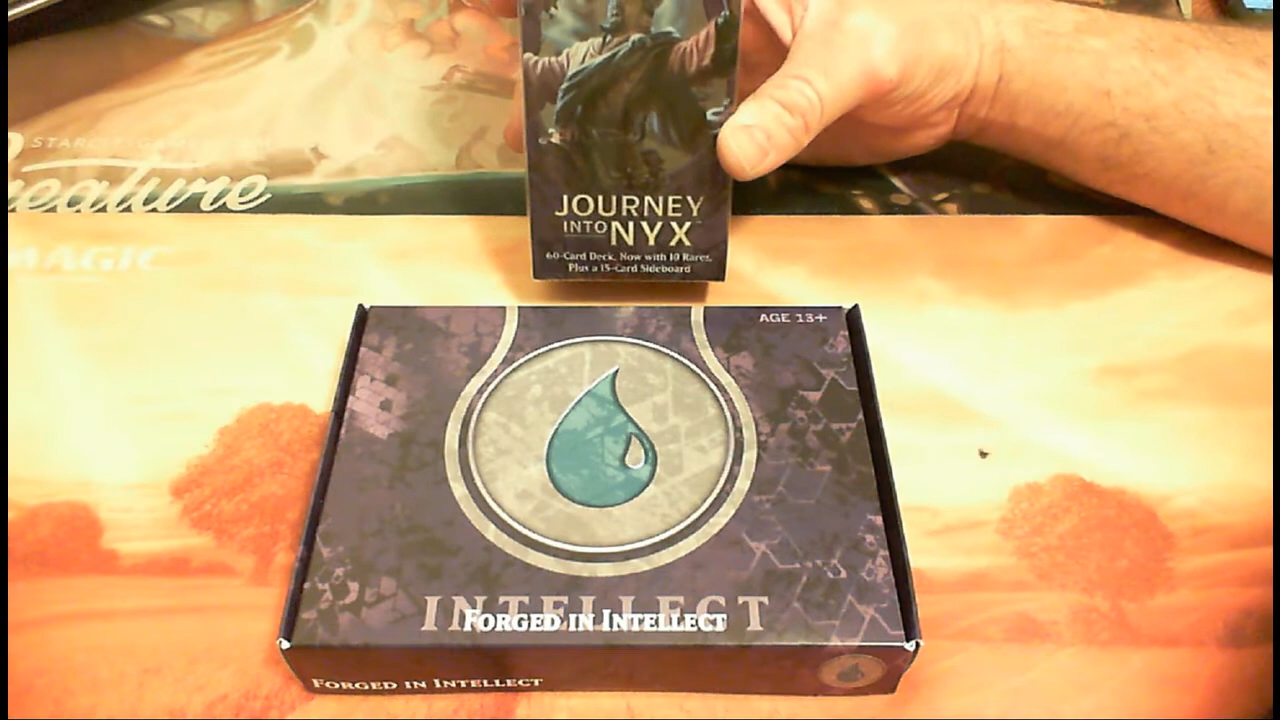 Creature
MAGIC
JOURNEY
INTO NYX
60-Card Deck, Now with 10 Rares,
Plus a 15-Card Sideboard
AGE 13+
INTELLECT
FORGED IN INTELLECT
FORGED IN INTELLECT